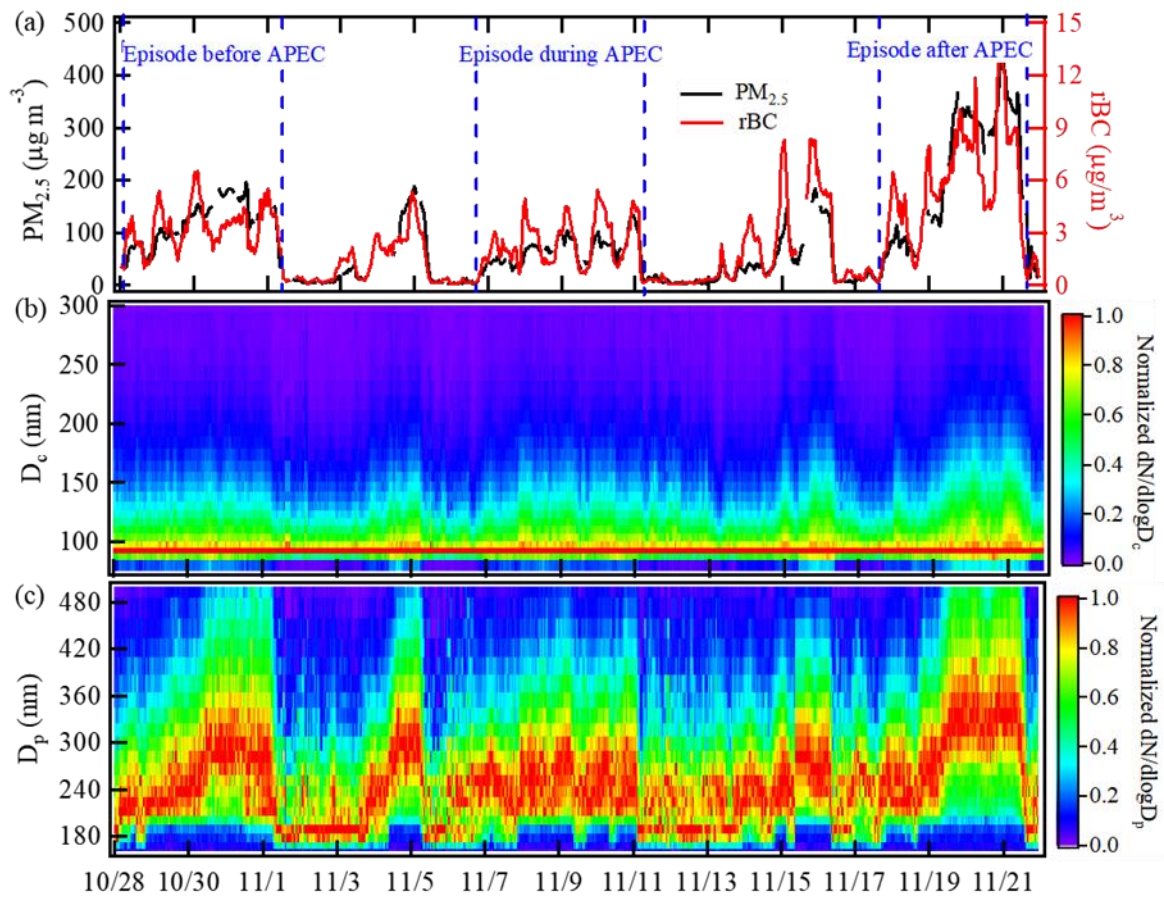 (a)
500
400
300
200
100
0
PM2.5 (μg m-3)
Episode before APEC
Episode during APEC
Episode after APEC
PM2.5
rBC
15
12
9
6
3
0
rBC (μg/m3)
(b)
300
250
200
150
100
Dc (nm)
1.0
0.8
0.6
0.4
0.2
0.0
Normalized dN/dlogDc
(c)
480
420
360
300
240
180
Dp (nm)
1.0
0.8
0.6
0.4
0.2
0.0
Normalized dN/dlogDp
10/28 10/30 11/1 11/3 11/5 11/7 11/9 11/11 11/13 11/15 11/17 11/19 11/21